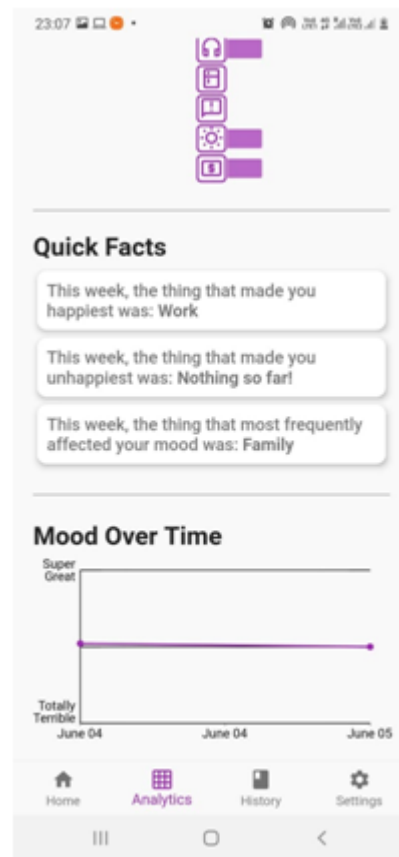 23:07
$
Quick Facts
This week, the thing that made you
happiest was: Work
This week, the thing that made you
unhappiest was: Nothing so far!
This week, the thing that most frequently
affected your mood was: Family
Mood Over Time
Super
Great
Totally
Terrible
June 04 June 04 June 05
Home Analytics History Settings